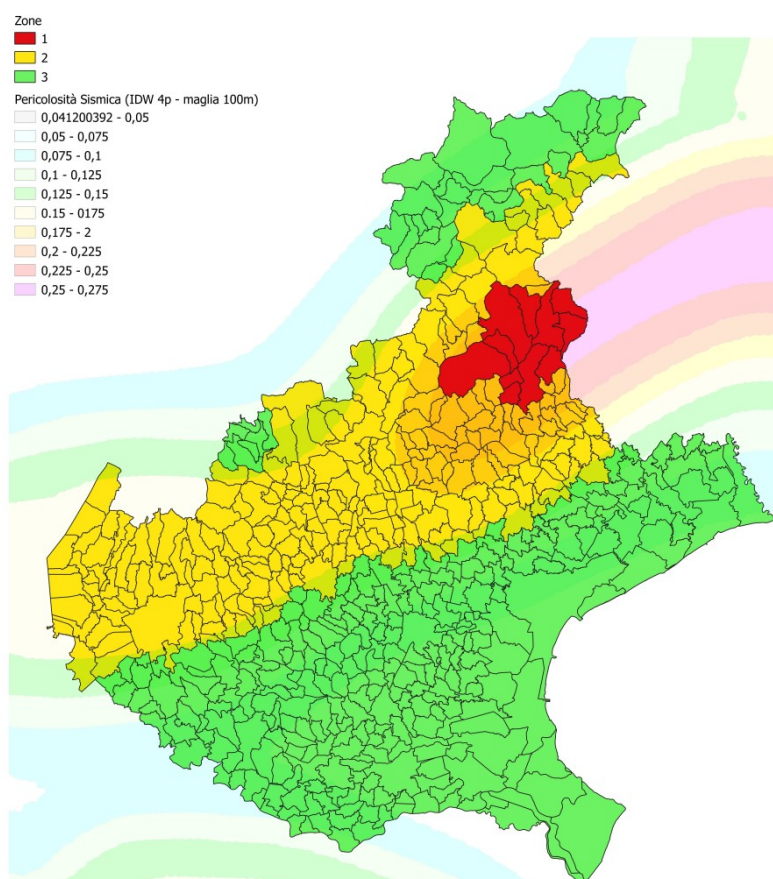 Zone
1
2
3
Pericolosità Sismica (IDW 4p - maglia 100m)
0,041200392 - 0,05
0,05 - 0,075
0,075 - 0,1
0,1 - 0,125
0,125 - 0,15
0.15 - 0175
0,175 - 2
0,2 - 0,225
0,225 - 0,25
0,25 - 0,275